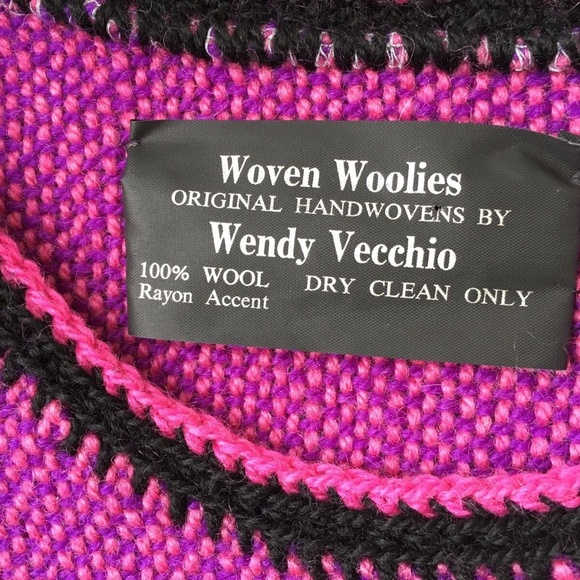 Woven Woolies
ORIGINAL HANDWOVENS BY
Wendy Vecchio
100% WOOL DRY CLEAN ONLY
Rayon Accent